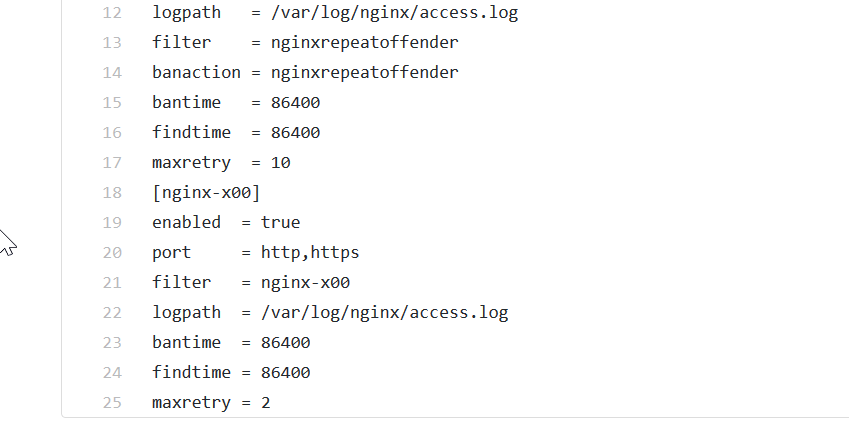 12 logpath   = /var/log/nginx/access.log
13 filter    = nginxrepeatoffender
14 banaction = nginxrepeatoffender
15 bantime   = 86400
16 findtime  = 86400
17 maxretry  = 10
18 [nginx-x00]
19 enabled  = true
20 port     = http,https
21 filter   = nginx-x00
22 logpath  = /var/log/nginx/access.log
23 bantime  = 86400
24 findtime = 86400
25 maxretry = 2